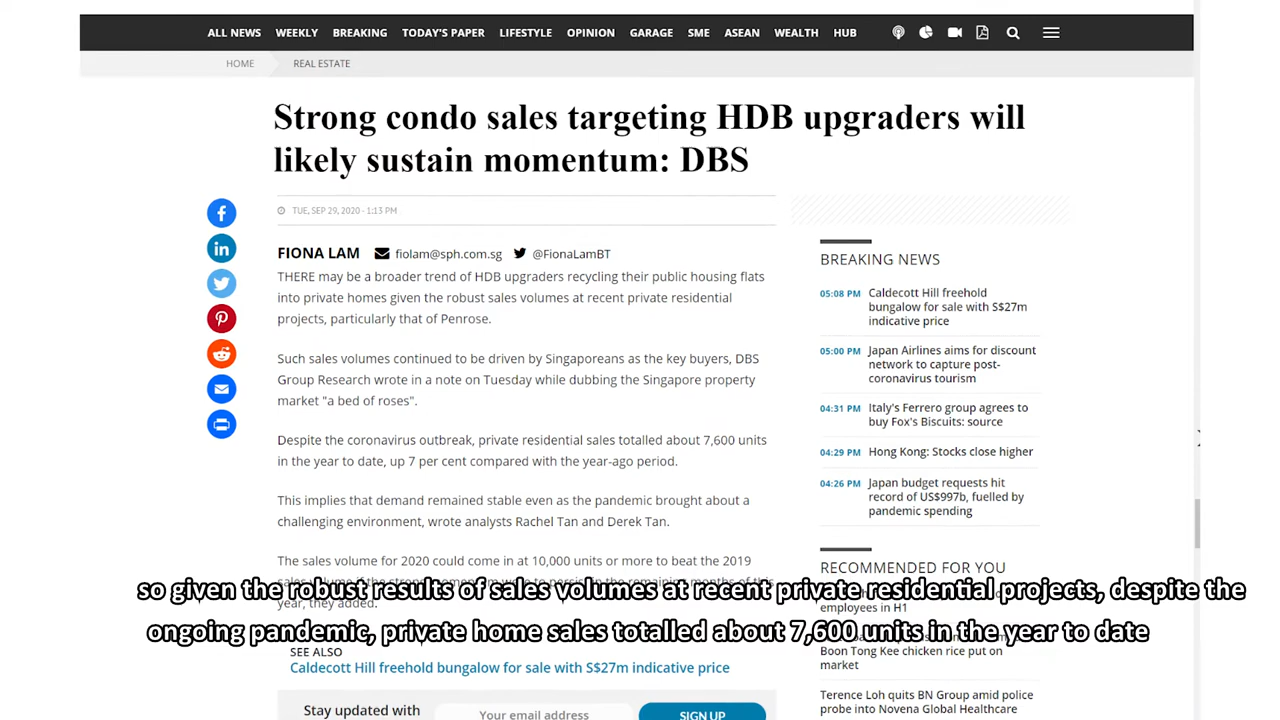 ALL NEWS WEEKLY BREAKING TODAY'S PAPER LIFESTYLE OPINION GARAGE SME ASEAN WEALTH HUB
HOME REAL ESTATE
Strong condo sales targeting HDB upgraders will
likely sustain momentum: DBS
TUE, SEP 29, 2020 - 1:13 PM
FIONA LAM fiolam@sph.com.sg @FionaLamBT
THERE may be a broader trend of HDB upgraders recycling their public housing flats
into private homes given the robust sales volumes at recent private residential
projects, particularly that of Penrose.
Such sales volumes continued to be driven by Singaporeans as the key buyers, DBS
Group Research wrote in a note on Tuesday while dubbing the Singapore property
market "a bed of roses".
Despite the coronavirus outbreak, private residential sales totalled about 7,600 units
in the year to date, up 7 per cent compared with the year-ago period.
This implies that demand remained stable even as the pandemic brought about a
challenging environment, wrote analysts Rachel Tan and Derek Tan.
The sales volume for 2020 could come in at 10,000 units or more to beat the 2019
year, they added.
SEE ALSO
Caldecott Hill freehold bungalow for sale with S$27m indicative price
Stay updated with
Your email address
SIGN UP
BREAKING NEWS
05:08 PM Caldecott Hill freehold
bungalow for sale with S$27m
indicative price
05:00 PM Japan Airlines aims for discount
network to capture post-
coronavirus tourism
04:31 PM Italy's Ferrero group agrees to
buy Fox's Biscuits: source
04:29 PM Hong Kong: Stocks close higher
04:26 PM Japan budget requests hit
record of US$997b, fuelled by
pandemic spending
RECOMMENDED FOR YOU
employees in H1
Boon Tong Kee chicken rice put on
market
Terence Loh quits BN Group amid police
probe into Novena Global Healthcare
so given the robust results of sales volumes at recent private residential projects, despite the
ongoing pandemic, private home sales totalled about 7,600 units in the year to date